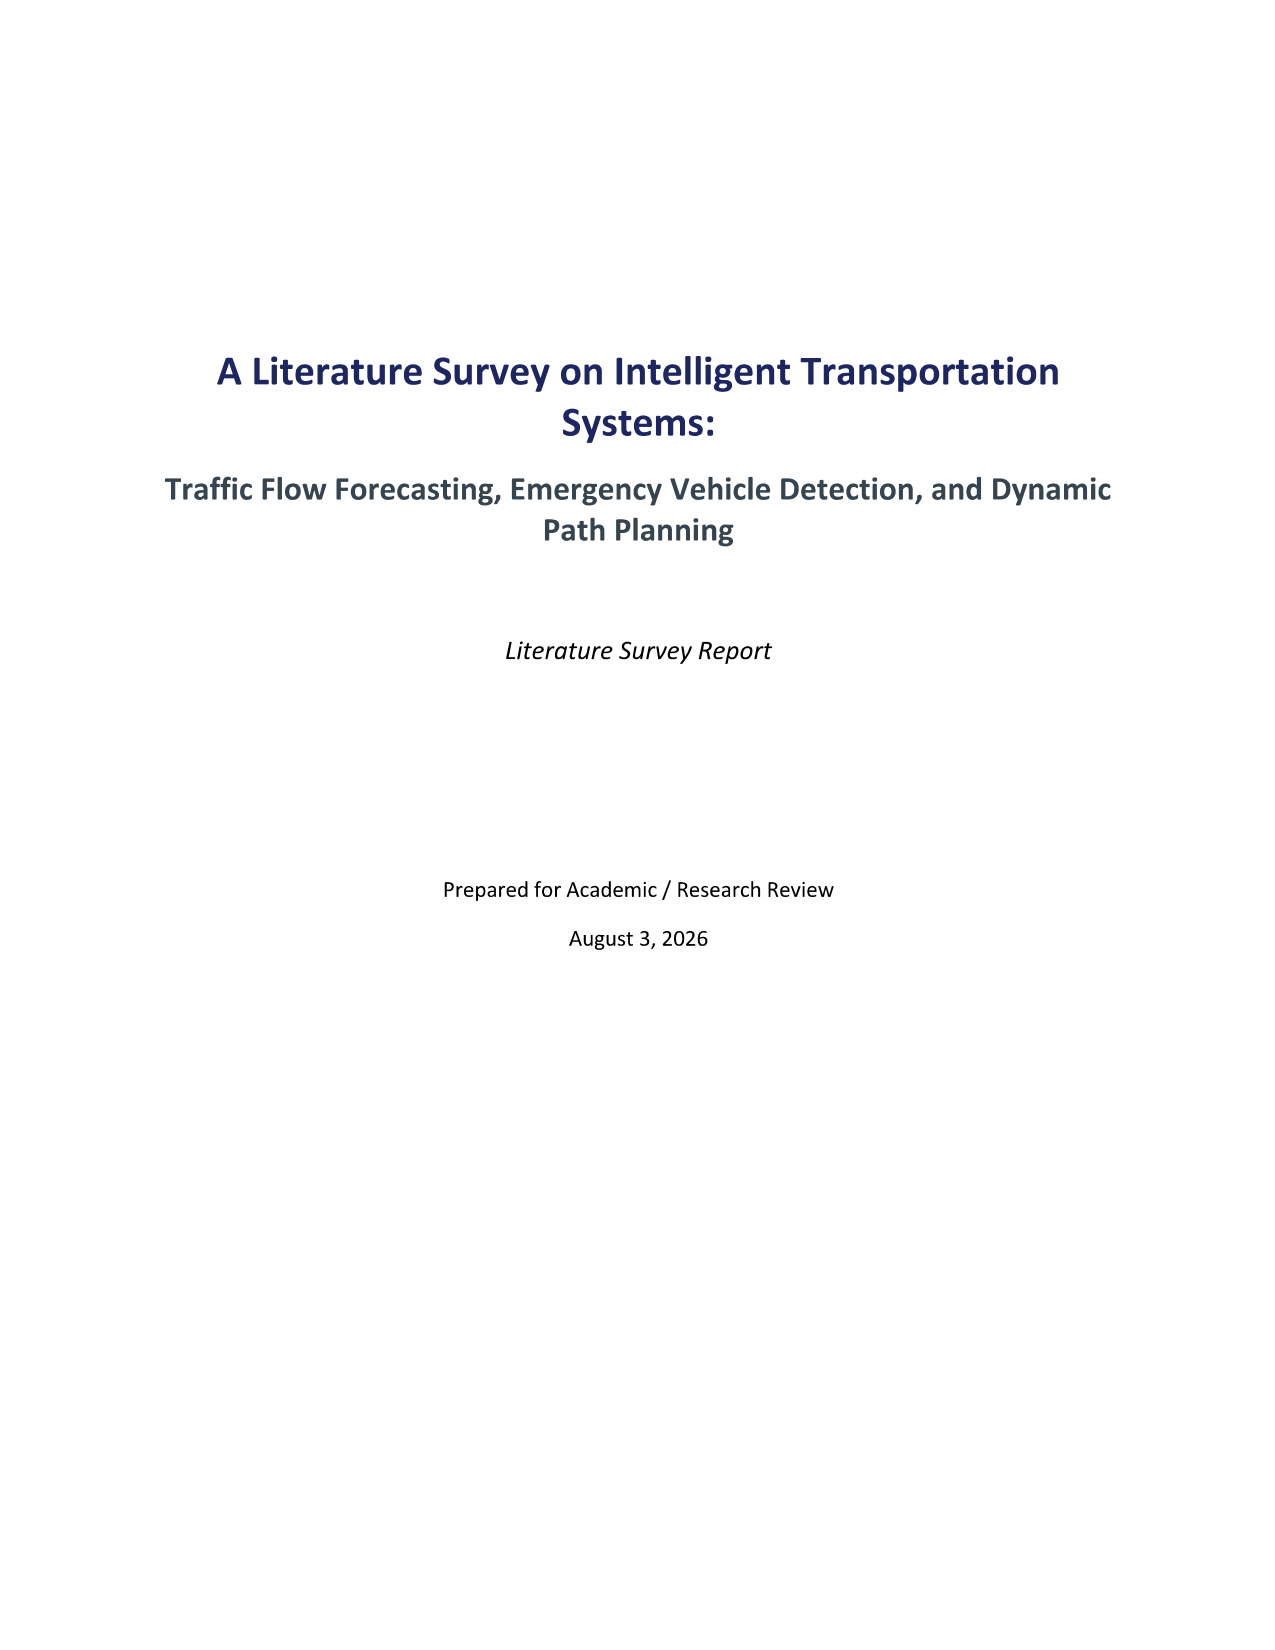 A Literature Survey on Intelligent Transportation
Systems:
Traffic Flow Forecasting, Emergency Vehicle Detection, and Dynamic
Path Planning
Literature Survey Report
Prepared for Academic / Research Review
August 3, 2026